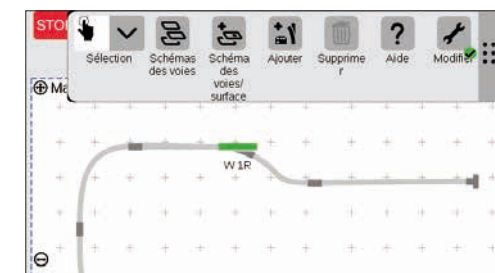 STO
Sélection
Schémas
des voies
Schéma
des
voies/
surface
Ajouter
Supprime
r
Aide
Modifier
Ma
W 1R